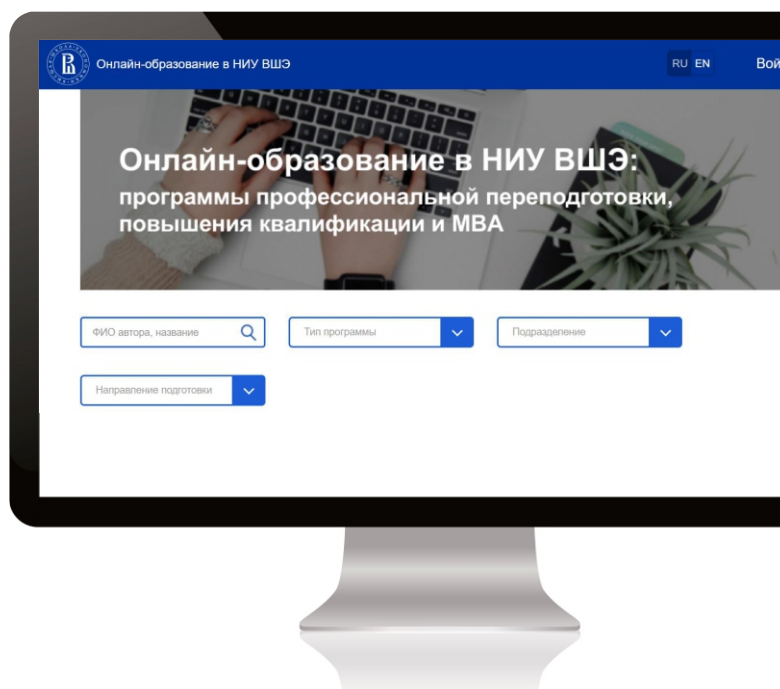 Онлайн-образование в НИУ ВШЭ
RU EN
Вой
Онлайн-образование в НИУ ВШЭ:
программы профессиональной переподготовки,
повышения квалификации и MBA
ФИО автора, название
Тип программы
Подразделение
Направление подготовки